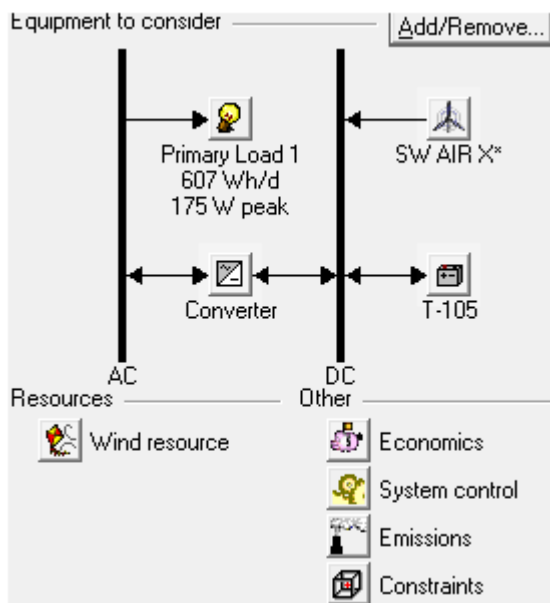 Equipment to consider
Add/Remove...
Primary Load 1
607 Wh/d
175 W peak
SW AIR X*
Converter
T-105
AC
DC
Resources
Other
Wind resource
Economics
System control
Emissions
Constraints